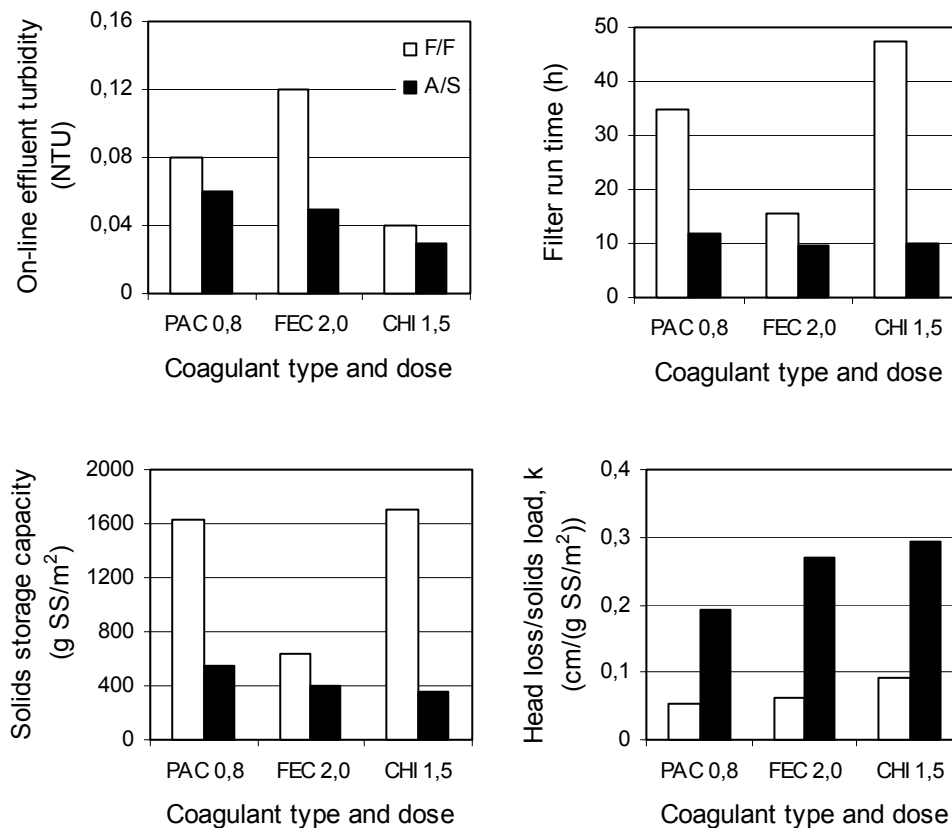 On-line effluent turbidity
(NTU)
0,16
0,12
0,08
0,04
0
F/F
A/S
PAC 0,8 FEC 2,0 CHI 1,5
Coagulant type and dose
Filter run time (h)
50
40
30
20
10
0
PAC 0,8 FEC 2,0 CHI 1,5
Coagulant type and dose
Solids storage capacity
(g SS/m²)
2000
1600
1200
800
400
0
PAC 0,8 FEC 2,0 CHI 1,5
Coagulant type and dose
Head loss/solids load, k
(cm/(g SS/m²))
0,4
0,3
0,2
0,1
0
PAC 0,8 FEC 2,0 CHI 1,5
Coagulant type and dose